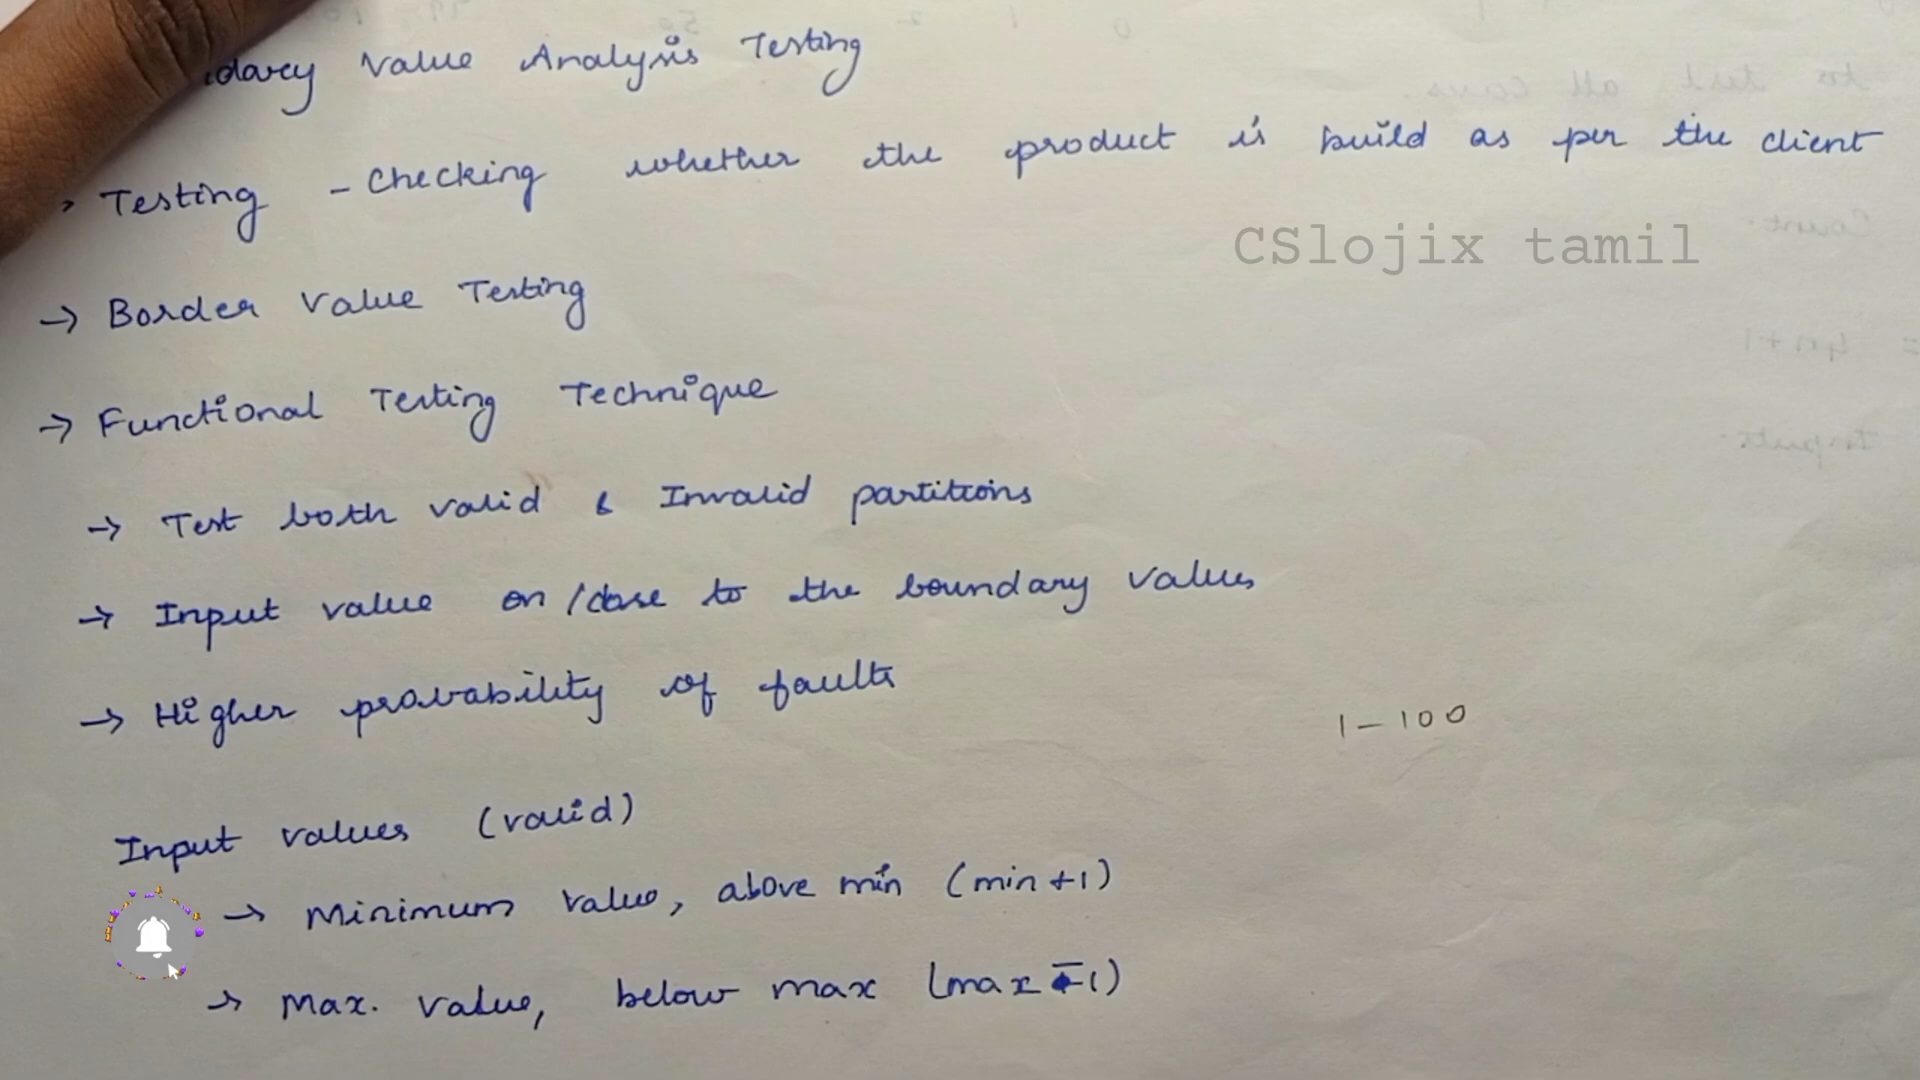 dary Value Analysis Testing
Testing - Checking whether the product is build as per the client
CSlojix tamil
→ Border Value Testing
→ Functional Testing Technique
→ Test both valid & Invalid partitions
→ Input value on/close to the boundary values
→ Higher probability of faults
1-100
Input values (valid)
→ Minimum value, above min (min+1)
→ Max. value, below max (max-1)